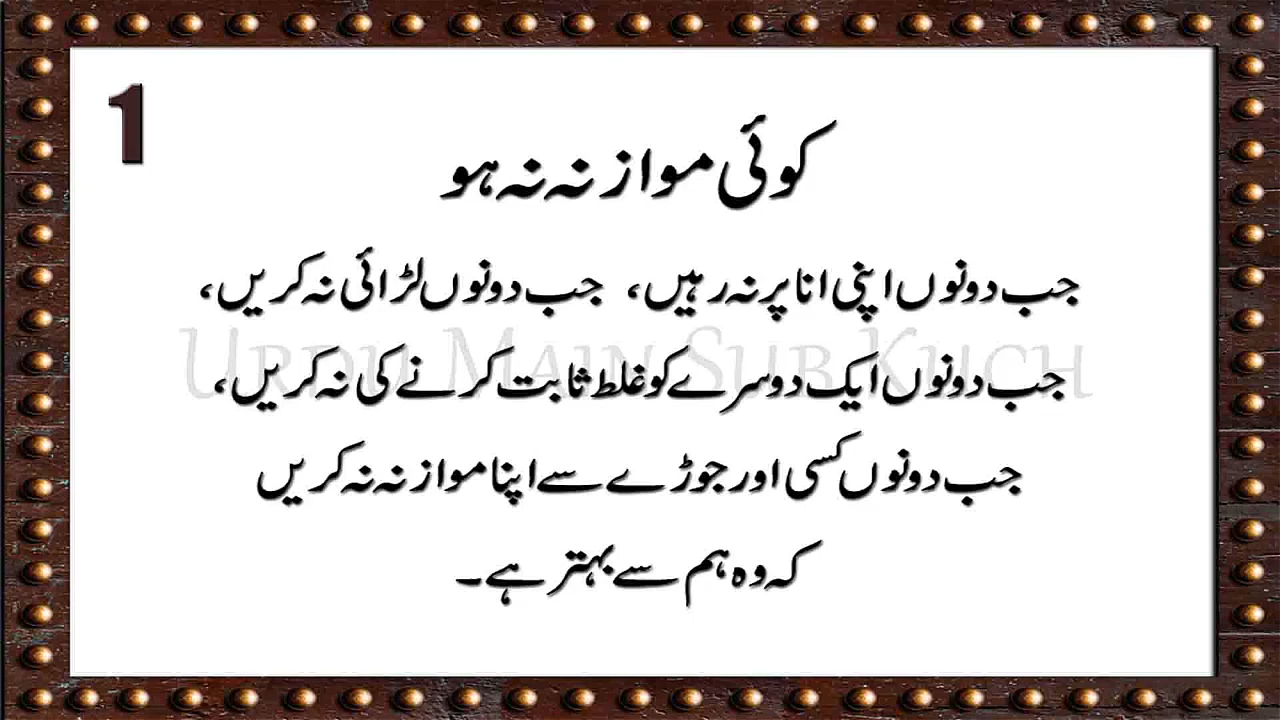 1
کوئی موازنہ نہ ہو
جب دونوں اپنی انا پر نہ رہیں، جب دونوں لڑائی نہ کریں،
Urdu Main Sub Kuch
جب دونوں ایک دوسرے کو غلط ثابت کرنے کی نہ کریں،
جب دونوں کسی اور جوڑے سے اپنا موازنہ نہ کریں
کہ وہ ہم سے بہتر ہے۔